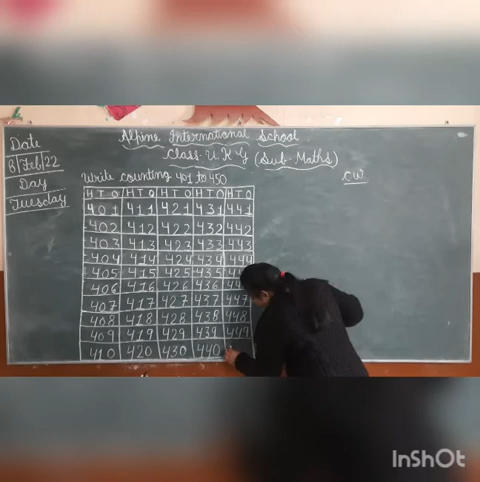 Alpine International School
Date
8/Feb/22
Day
Tuesday
Class- U.K.G (Sub- Maths)
Write counting 401 to 450
C.W
H T O H T O H T O H T O H T O
401 411 421 431 441
402 412 422 432 442
403 413 423 433 443
404 414 424 434 444
405 415 425 435
406 416 426 436
407 417 427 437
408 418 428 438 448
409 419 429 439 449
410 420 430 440
InShOt